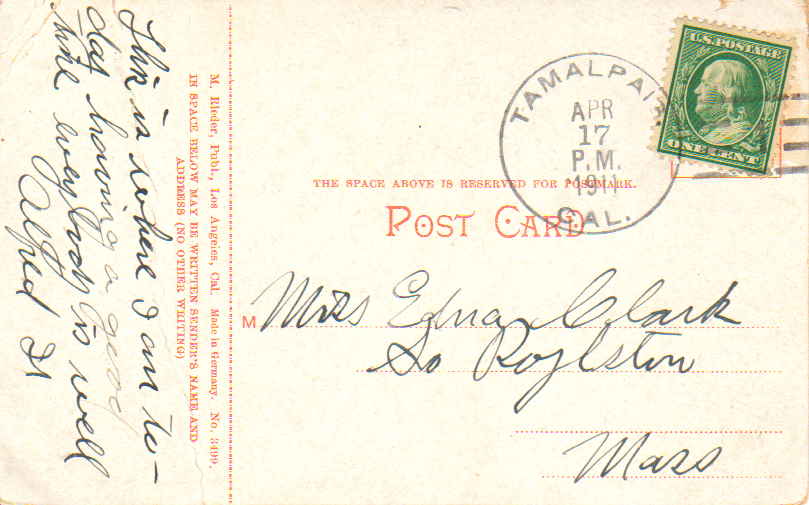 This is where I am to-
day having a good
time everybody is well
Alfred
M. Rieder, Publ., Los Angeles, Cal. Made in Germany. No. 3499.
IN SPACE BELOW MAY BE WRITTEN SENDER'S NAME AND
ADDRESS (NO OTHER WRITING)
U.S. POSTAGE
ONE CENT
TAMALPAIS
APR
17
P.M.
1911
CAL.
THE SPACE ABOVE IS RESERVED FOR POSTMARK.
POST CARD
M Miss Edna Clark
So Roylston
Mass